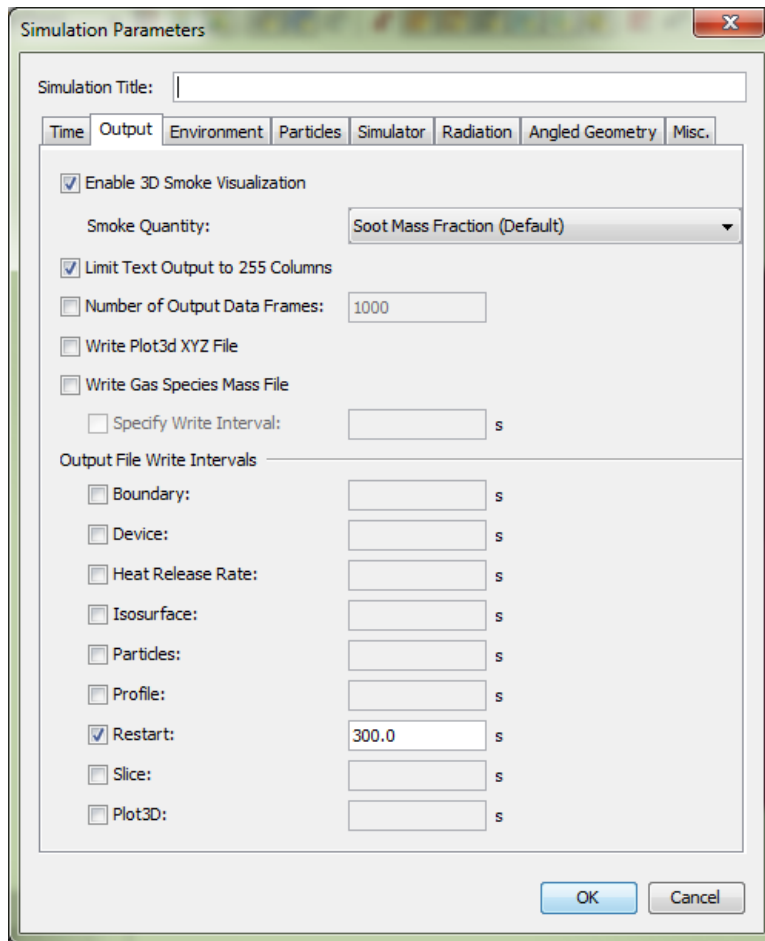 Simulation Parameters
Simulation Title:
Time Output Environment Particles Simulator Radiation Angled Geometry Misc.
Enable 3D Smoke Visualization
Smoke Quantity: Soot Mass Fraction (Default)
Limit Text Output to 255 Columns
Number of Output Data Frames: 1000
Write Plot3d XYZ File
Write Gas Species Mass File
Specify Write Interval: s
Output File Write Intervals
Boundary: s
Device: s
Heat Release Rate: s
Isosurface: s
Particles: s
Profile: s
Restart: 300.0 s
Slice: s
Plot3D: s
OK Cancel